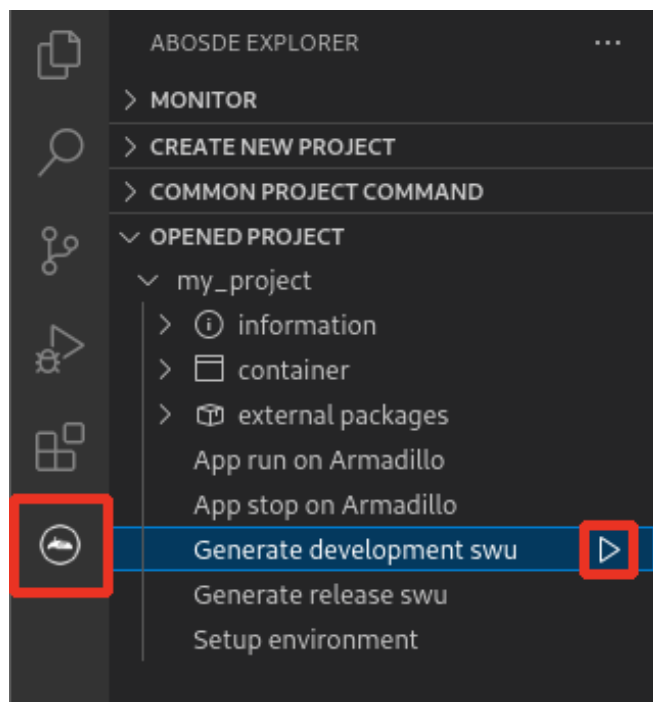 ABOSDE EXPLORER
MONITOR
CREATE NEW PROJECT
COMMON PROJECT COMMAND
OPENED PROJECT
my_project
information
container
external packages
App run on Armadillo
App stop on Armadillo
Generate development swu
Generate release swu
Setup environment